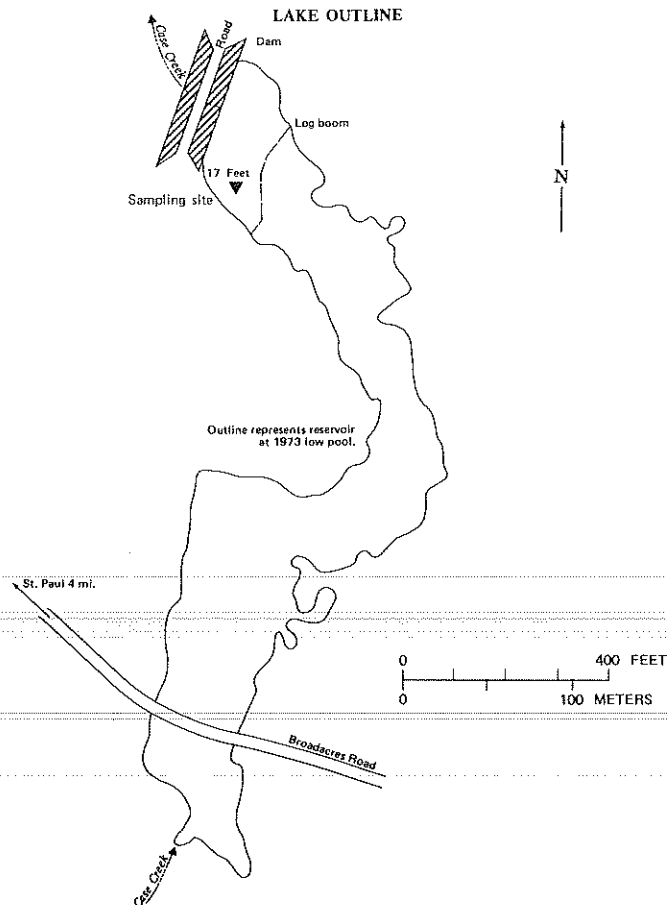 LAKE OUTLINE
Case Creek
Road
Dam
Log boom
17 Feet
Sampling site
N
Outline represents reservoir
at 1973 low pool.
St. Paul 4 mi.
0 400 FEET
0 100 METERS
Broadacres Road
Case Creek